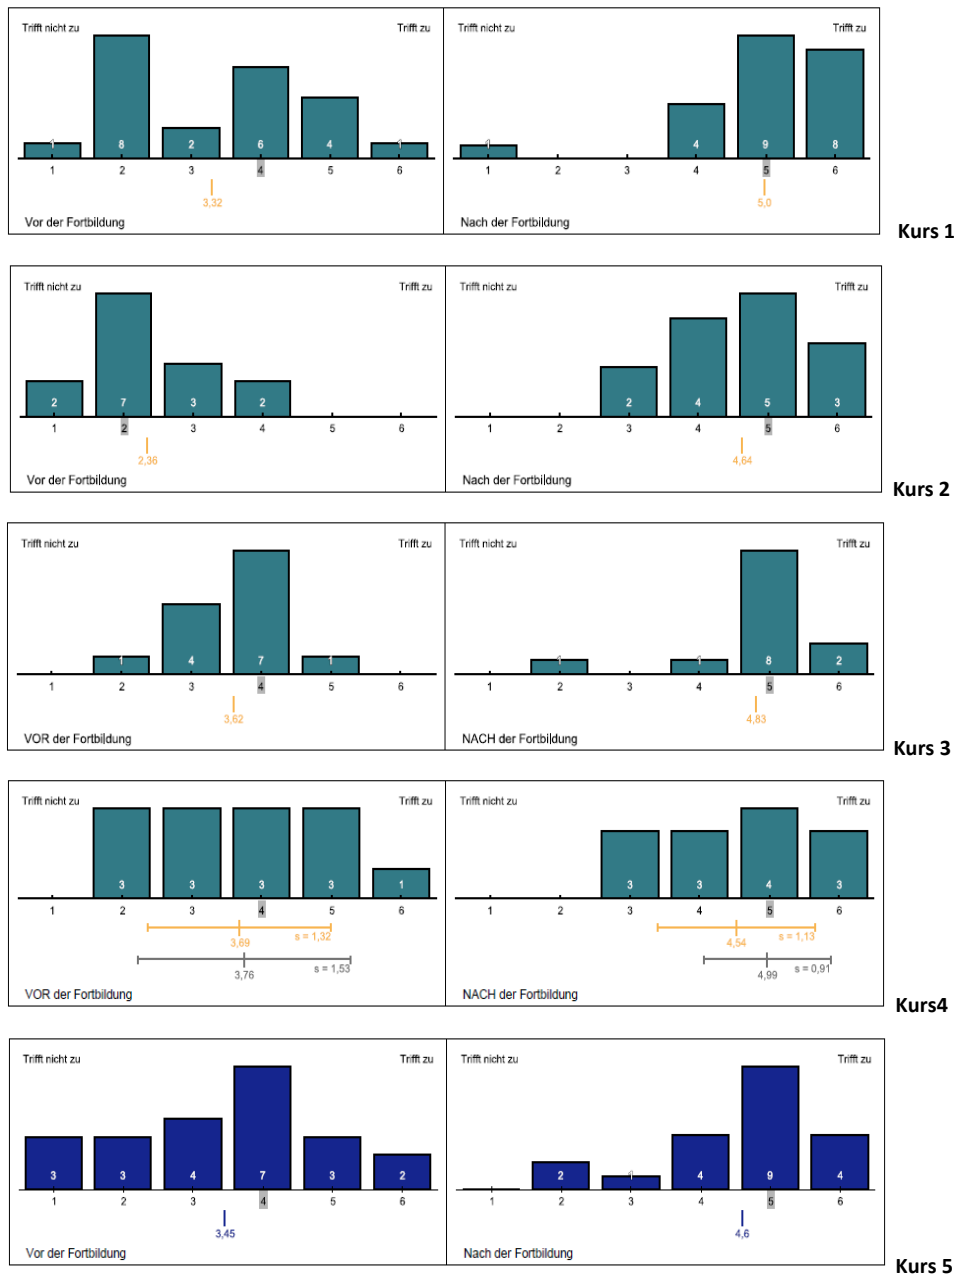 Trifft nicht zu Trifft zu Trifft nicht zu Trifft zu
1 8 2 6 4 1 1 4 9 8
1 2 3 4 5 6 1 2 3 4 5 6
3,32 5,0
Vor der Fortbildung Nach der Fortbildung
Kurs 1
Trifft nicht zu Trifft zu Trifft nicht zu Trifft zu
2 7 3 2 2 4 5 3
1 2 3 4 5 6 1 2 3 4 5 6
2,36 4,64
Vor der Fortbildung Nach der Fortbildung
Kurs 2
Trifft nicht zu Trifft zu Trifft nicht zu Trifft zu
1 4 7 1 1 1 8 2
1 2 3 4 5 6 1 2 3 4 5 6
3,62 4,83
VOR der Fortbildung NACH der Fortbildung
Kurs 3
Trifft nicht zu Trifft zu Trifft nicht zu Trifft zu
3 3 3 3 1 3 3 4 3
1 2 3 4 5 6 1 2 3 4 5 6
3,69 s = 1,32 4,54 s = 1,13
3,76 s = 1,53 4,99 s = 0,91
VOR der Fortbildung NACH der Fortbildung
Kurs4
Trifft nicht zu Trifft zu Trifft nicht zu Trifft zu
3 3 4 7 3 2 2 1 4 9 4
1 2 3 4 5 6 1 2 3 4 5 6
3,45 4,6
Vor der Fortbildung Nach der Fortbildung
Kurs 5